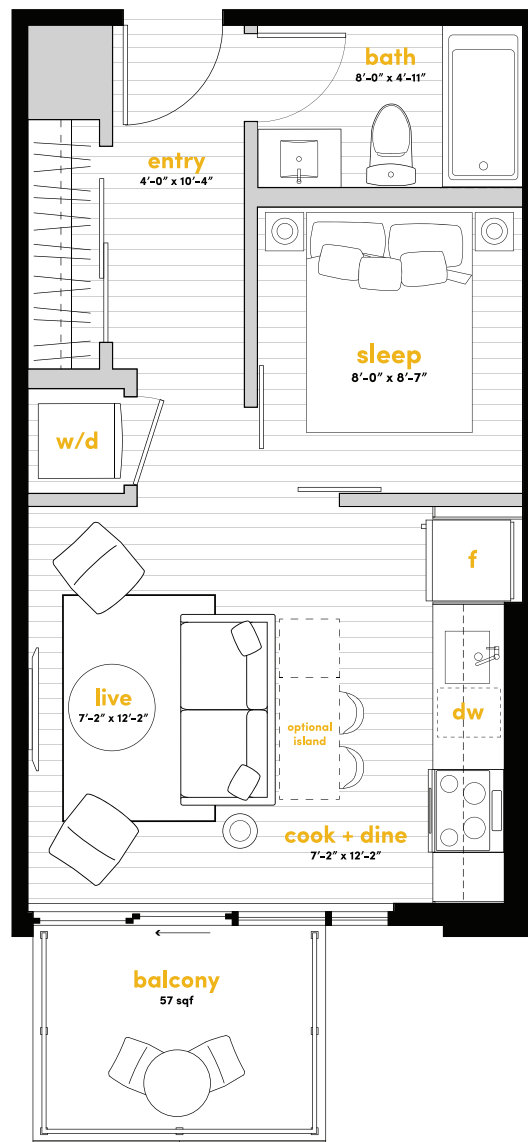 bath
8'-0" x 4'-11"
entry
4'-0" x 10'-4"
sleep
8'-0" x 8'-7"
w/d
f
live
7'-2" x 12'-2"
dw
optional
island
cook + dine
7'-2" x 12'-2"
balcony
57 sqf